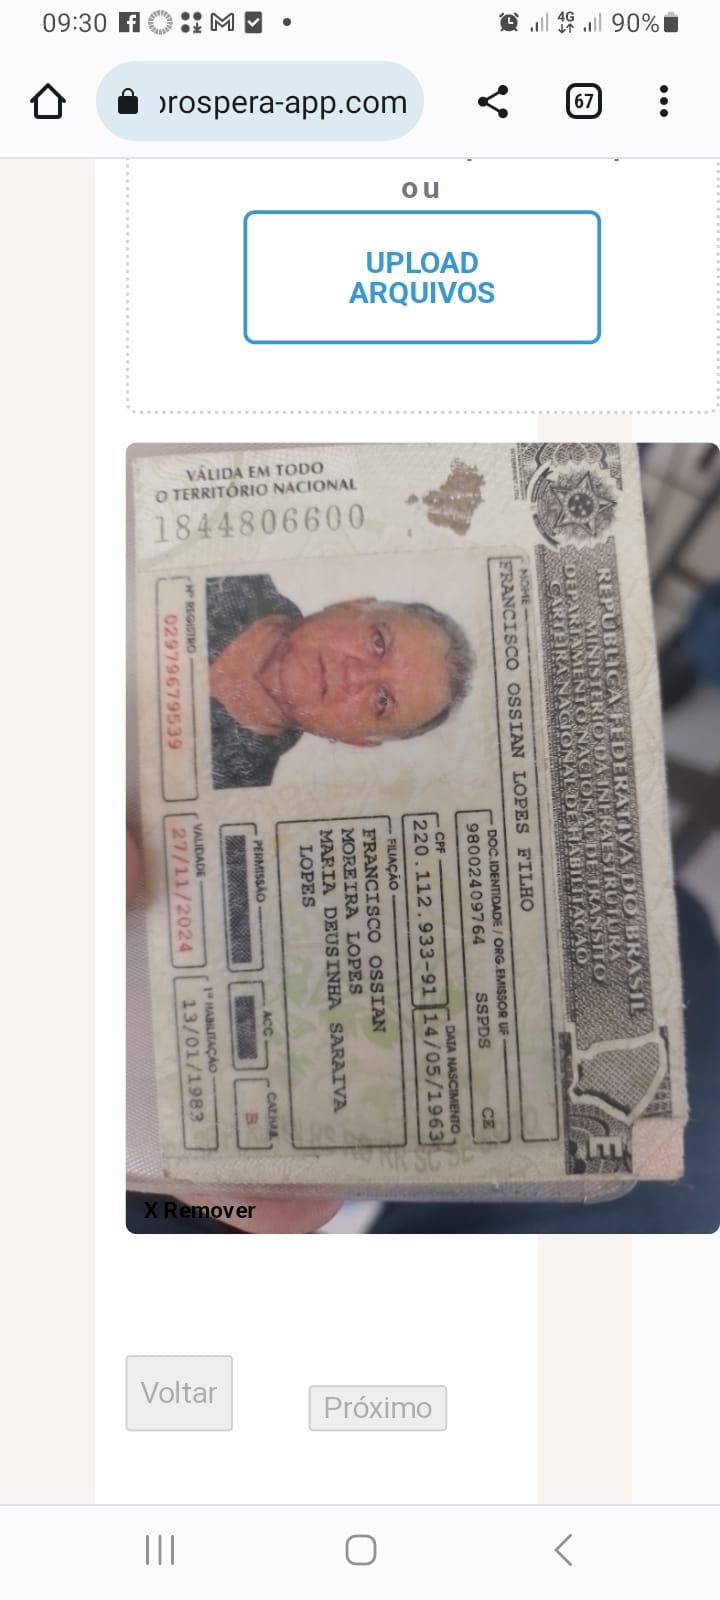 09:30
4G
90%
prospera-app.com
67
ou
UPLOAD
ARQUIVOS
REPÚBLICA FEDERATIVA DO BRASIL
MINISTÉRIO DA INFRAESTRUTURA
DEPARTAMENTO NACIONAL DE TRÂNSITO
CARTEIRA NACIONAL DE HABILITAÇÃO
VÁLIDA EM TODO
O TERRITÓRIO NACIONAL
1844806600
NOME
FRANCISCO OSSIAN LOPES FILHO
DOC.IDENTIDADE / ORG.EMISSOR UF
98002409764 SSPDS CE
CPF DATA NASCIMENTO
220.112.933-91 14/05/1963
FILIAÇÃO
FRANCISCO OSSIAN
MOREIRA LOPES
MARIA DEUSINHA SARAIVA
LOPES
PERMISSÃO ACC CAT.HAB.
B
Nº REGISTRO VALIDADE 1ª HABILITAÇÃO
02979679539 27/11/2024 13/01/1983
X Remover
Voltar
Próximo